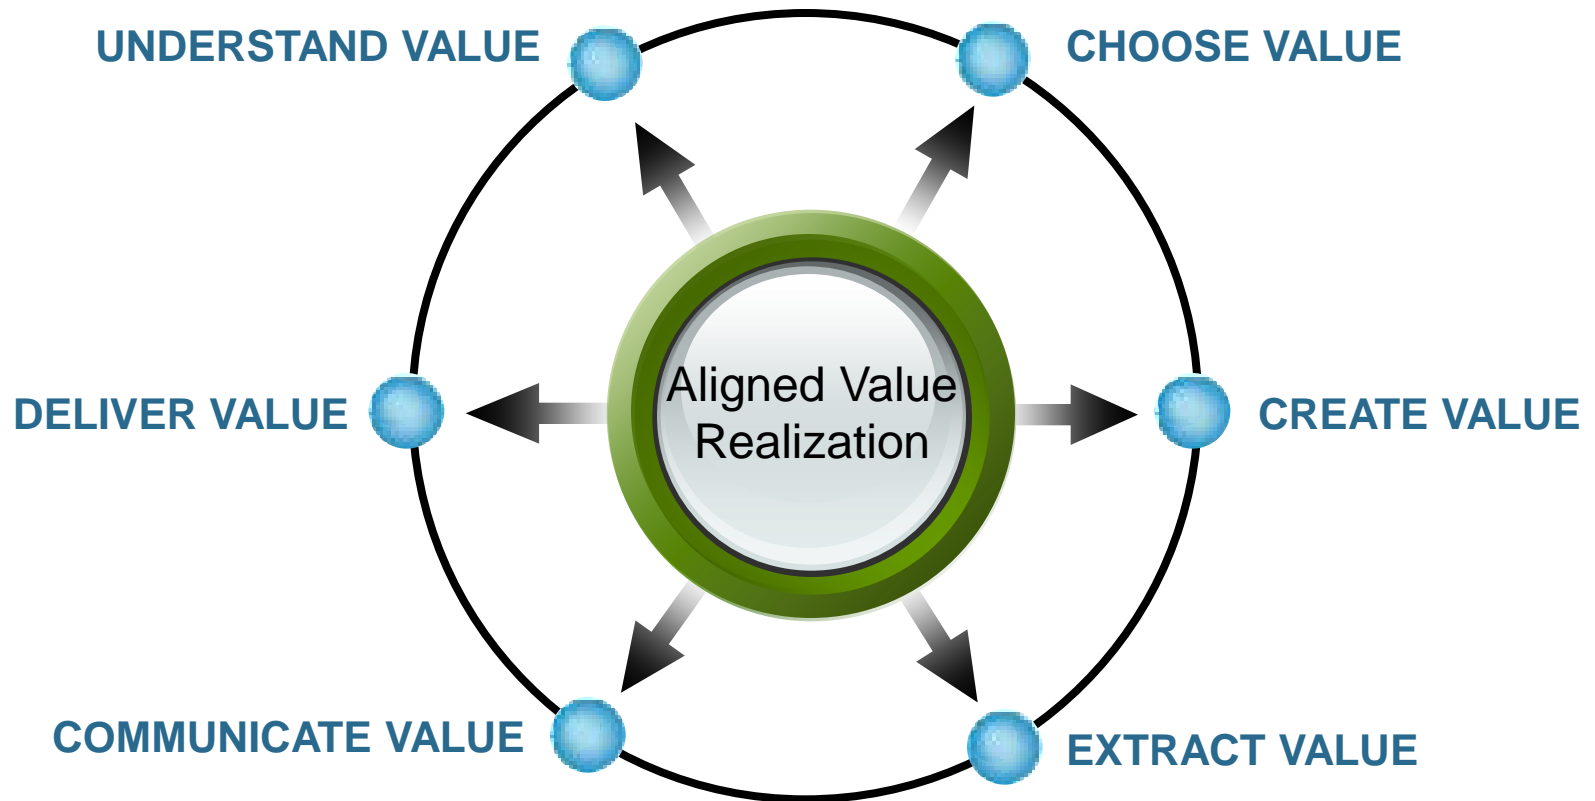 UNDERSTAND VALUE
CHOOSE VALUE
Aligned Value
Realization
DELIVER VALUE
CREATE VALUE
COMMUNICATE VALUE
EXTRACT VALUE